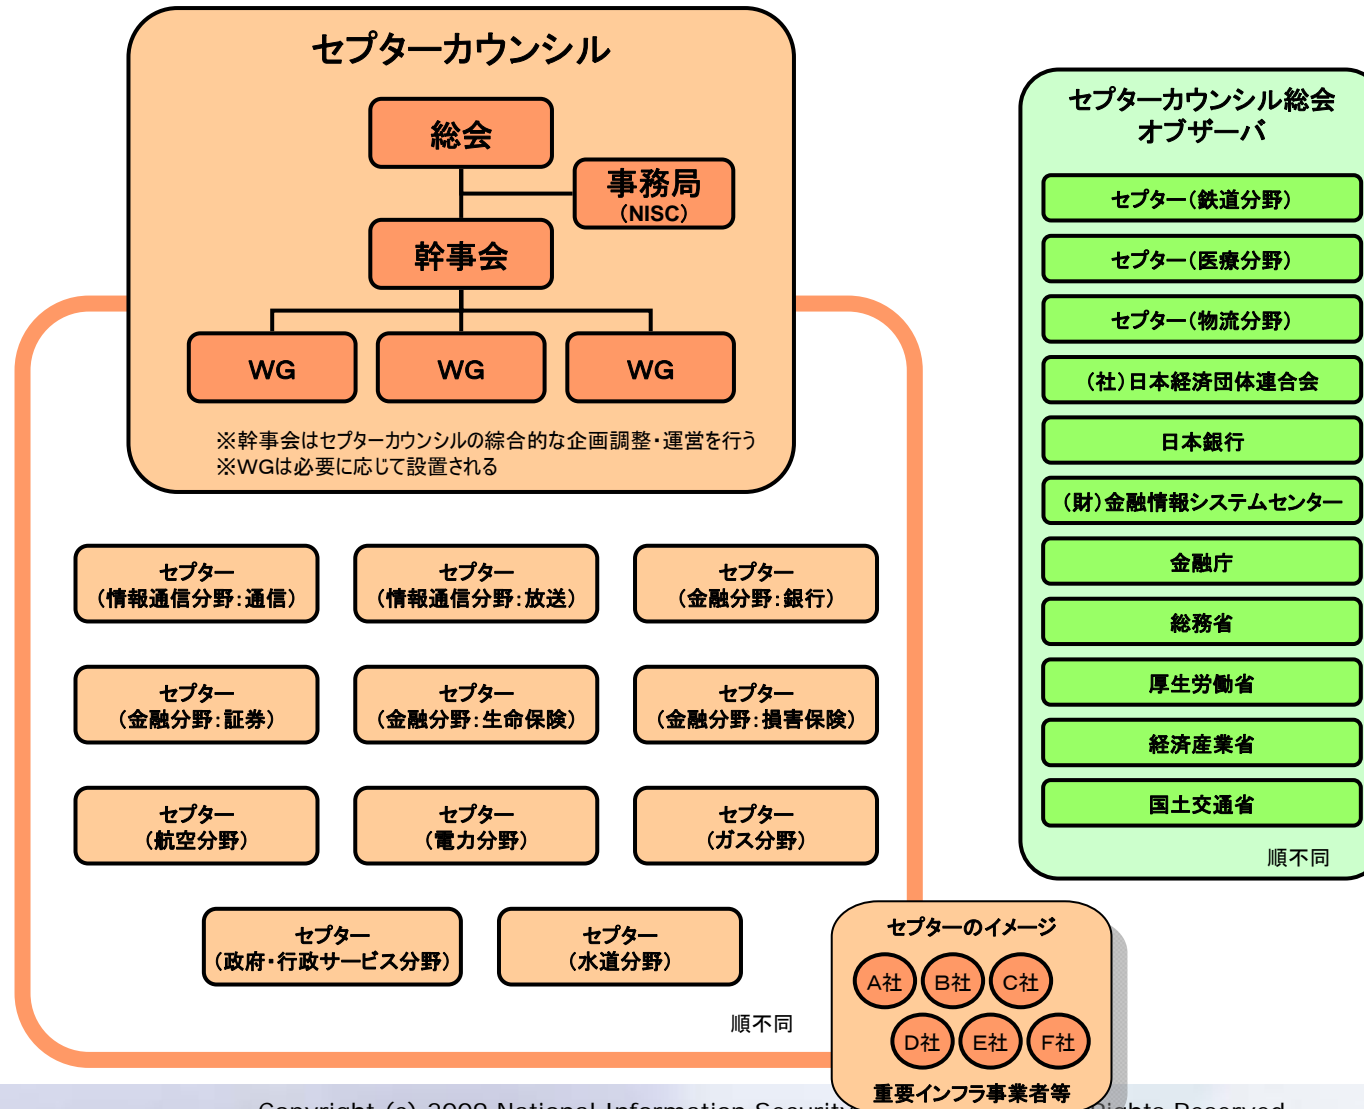 セプターカウンシル
総会
事務局
（NISC）
幹事会
WG
WG
WG
※幹事会はセプターカウンシルの綜合的な企画調整・運営を行う
※WGは必要に応じて設置される
セプター
（情報通信分野：通信）
セプター
（情報通信分野：放送）
セプター
（金融分野：銀行）
セプター
（金融分野：証券）
セプター
（金融分野：生命保険）
セプター
（金融分野：損害保険）
セプター
（航空分野）
セプター
（電力分野）
セプター
（ガス分野）
セプター
（政府・行政サービス分野）
セプター
（水道分野）
順不同
セプターのイメージ
A社
B社
C社
D社
E社
F社
重要インフラ事業者等
セプターカウンシル総会
オブザーバ
セプター（鉄道分野）
セプター（医療分野）
セプター（物流分野）
（社）日本経済団体連合会
日本銀行
（財）金融情報システムセンター
金融庁
総務省
厚生労働省
経済産業省
国土交通省
順不同
Copyright (c) 2009 National Information Security
Rights Reserved